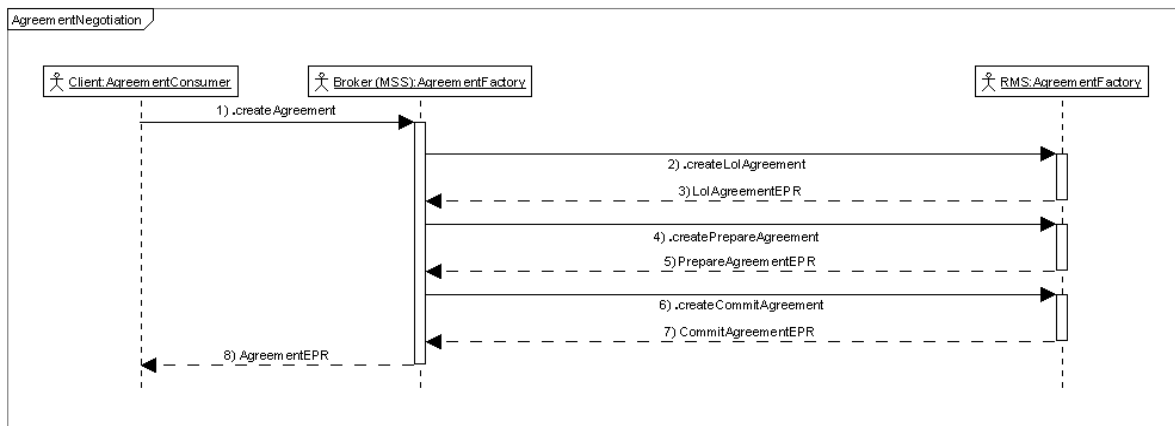 AgreementNegotiation
Client:AgreementConsumer
Broker(MSS):AgreementFactory
RMS:AgreementFactory
1) .createAgreement
2) .createLoIAgreement
3)LoIAgreementEPR
4) .createPrepareAgreement
5)PrepareAgreementEPR
6) .createCommitAgreement
7) CommitAgreementEPR
8) AgreementEPR